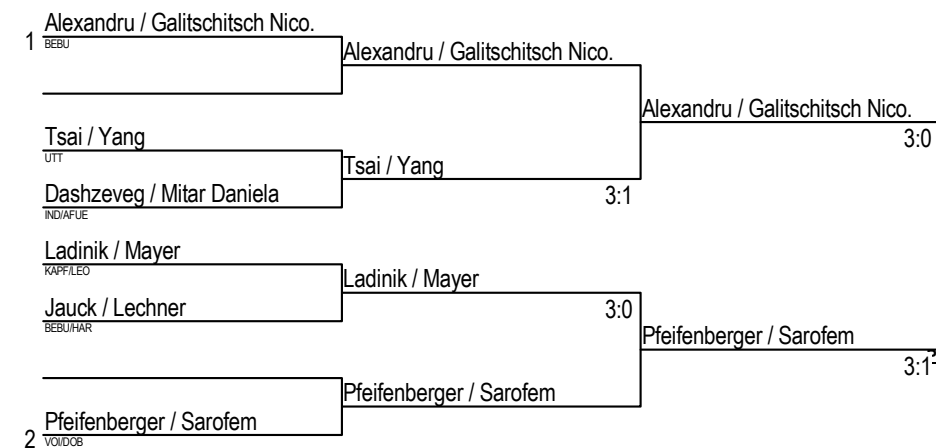 Alexandru / Galitschitsch Nico.
1 BEBU
Alexandru / Galitschitsch Nico.
Alexandru / Galitschitsch Nico.
3:0
Tsai / Yang
UTT
Tsai / Yang
3:1
Dashzeveg / Mitar Daniela
IND/AFUE
Ladinik / Mayer
KAPF/LEO
Ladinik / Mayer
3:0
Jauck / Lechner
BEBU/HAR
Pfeifenberger / Sarofem
3:1
Pfeifenberger / Sarofem
Pfeifenberger / Sarofem
2 VOI/DOB